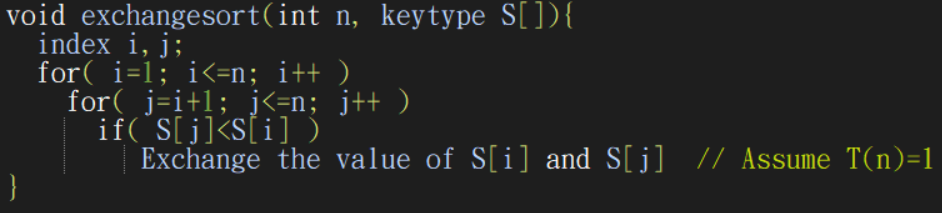 void exchangesort(int n, keytype S[]){
index i,j;
for( i=1; i<=n; i++ )
for( j=i+1; j<=n; j++ )
if( S[j]<S[i] )
Exchange the value of S[i] and S[j]  // Assume T(n)=1
}